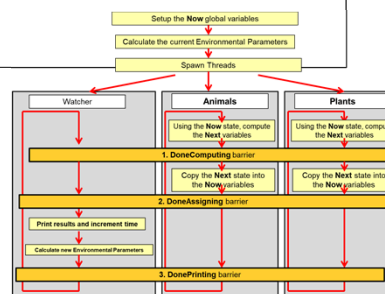 Setup the Now global variables
Calculate the current Environmental Parameters
Spawn Threads
Watcher
Animals
Plants
Using the Now state, compute
the Next variables
Using the Now state, compu
the Next variables
1. DoneComputing barrier
Copy the Next state into
the Now variables
Copy the Next state into
the Now variables
2. DoneAssigning barrier
Print results and increment time
Calculate new Environmental Parameters
3. DonePrinting barrier